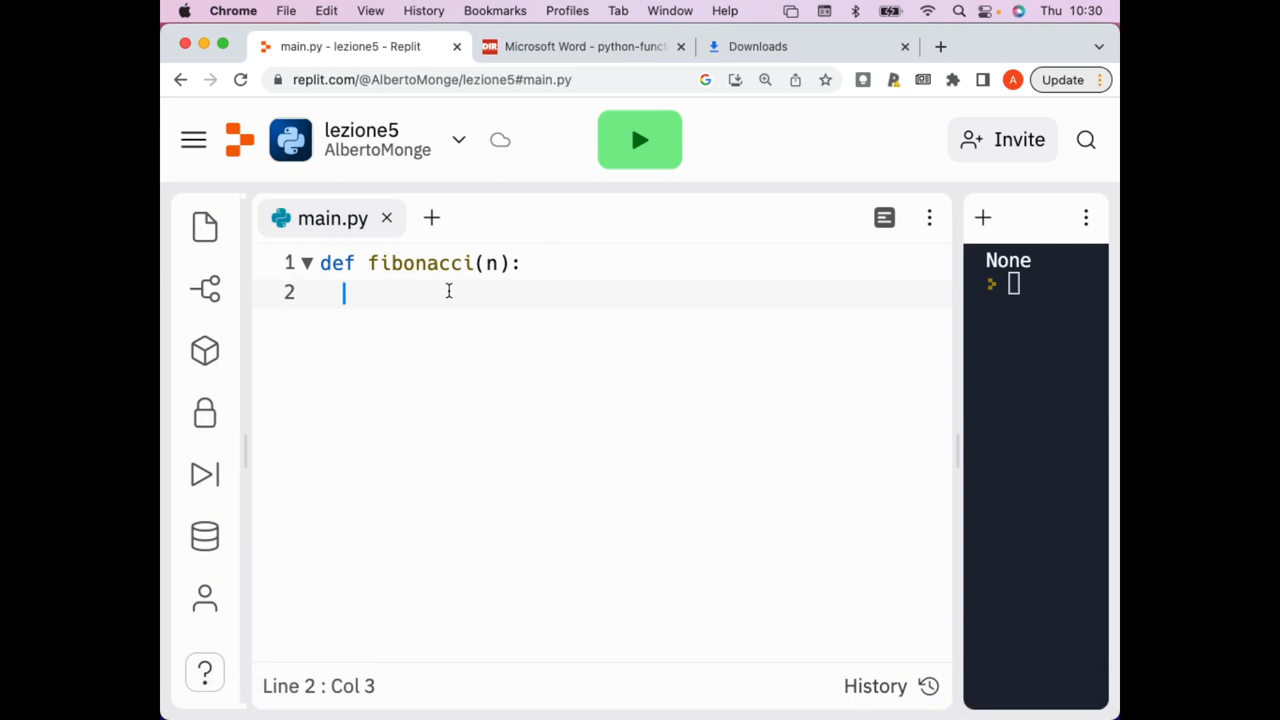 Chrome File Edit View History Bookmarks Profiles Tab Window Help Thu 10:30
main.py - lezione5 - Replit DIR Microsoft Word - python-funct Downloads
replit.com/@AlbertoMonge/lezione5#main.py A Update
lezione5
AlbertoMonge
Invite
main.py
1 def fibonacci(n):
2
None
?
Line 2 : Col 3 History